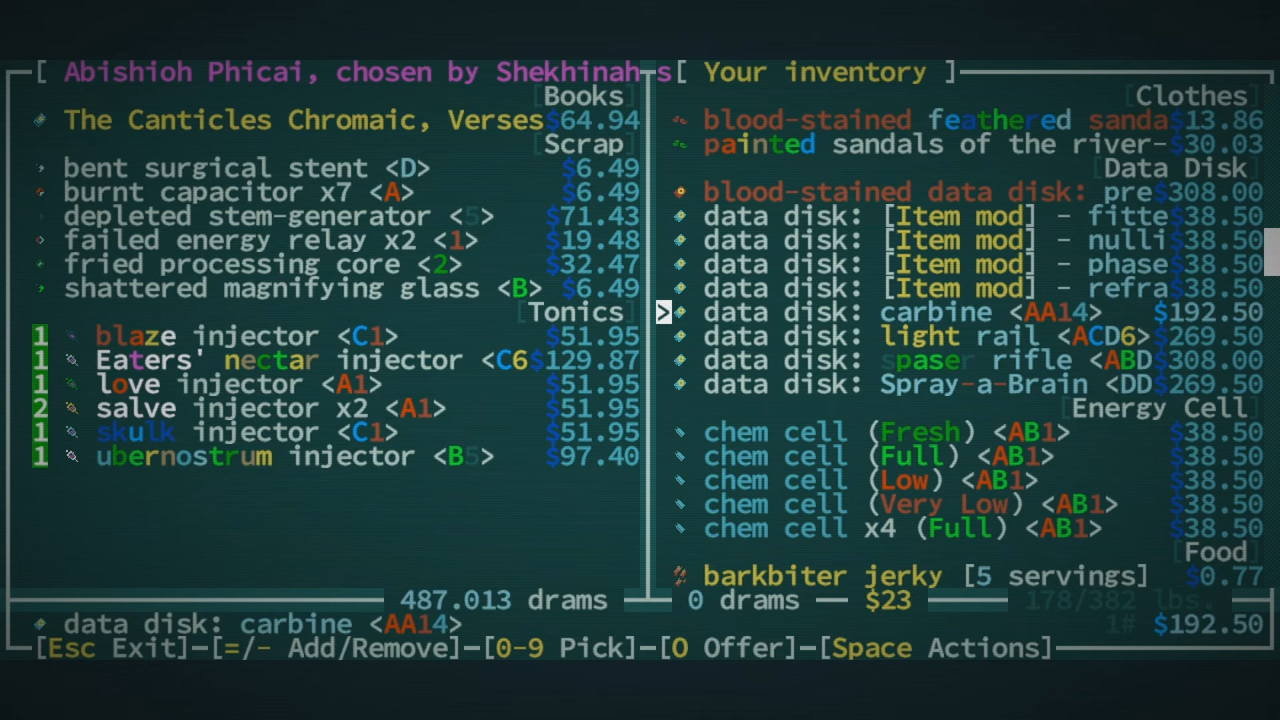 [ Abishioh Phicai, chosen by Shekhinah s
[Books]
The Canticles Chromaic, Verses $64.94
[Scrap]
bent surgical stent <D> $6.49
burnt capacitor x7 <A> $6.49
depleted stem-generator <5> $71.43
failed energy relay x2 <1> $19.48
fried processing core <2> $32.47
shattered magnifying glass <B> $6.49
[Tonics]
1 blaze injector <C1> $51.95
1 Eaters' nectar injector <C6 $129.87
1 love injector <A1> $51.95
2 salve injector x2 <A1> $51.95
1 skulk injector <C1> $51.95
1 ubernostrum injector <B5> $97.40
487.013 drams
[ Your inventory ]
[Clothes]
blood-stained feathered sanda $13.86
painted sandals of the river- $30.03
[Data Disk]
blood-stained data disk: pre $308.00
data disk: [Item mod] - fitte $38.50
data disk: [Item mod] - nulli $38.50
data disk: [Item mod] - phase $38.50
data disk: [Item mod] - refra $38.50
> data disk: carbine <AA14> $192.50
data disk: light rail <ACD6> $269.50
data disk: spaser rifle <ABD $308.00
data disk: Spray-a-Brain <DD $269.50
[Energy Cell]
chem cell (Fresh) <AB1> $38.50
chem cell (Full) <AB1> $38.50
chem cell (Low) <AB1> $38.50
chem cell (Very Low) <AB1> $38.50
chem cell x4 (Full) <AB1> $38.50
[Food]
barkbiter jerky [5 servings] $0.77
0 drams — $23 178/382 lbs.
data disk: carbine <AA14> 1# $192.50
[Esc Exit]-[=/- Add/Remove]-[0-9 Pick]-[O Offer]-[Space Actions]